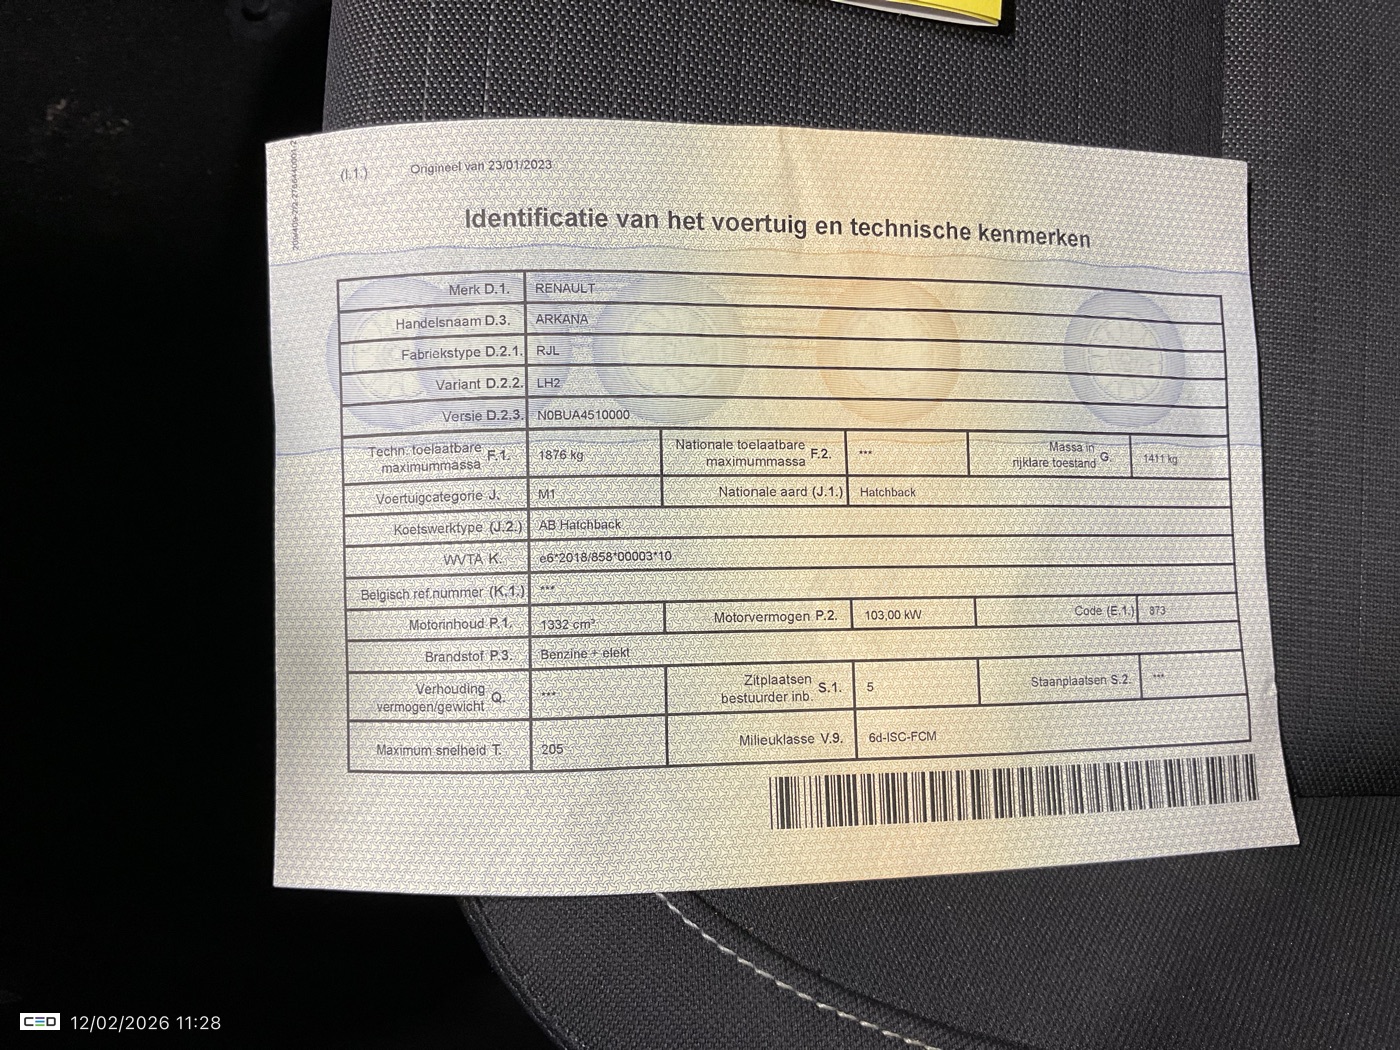 (I.1.) Origineel van 23/01/2023
Identificatie van het voertuig en technische kenmerken
Merk D.1. RENAULT
Handelsnaam D.3. ARKANA
Fabriekstype D.2.1. RJL
Variant D.2.2. LH2
Versie D.2.3. N0BUA4510000
Techn. toelaatbare maximummassa F.1. 1876 kg Nationale toelaatbare maximummassa F.2. *** Massa in rijklare toestand G. 1411 kg
Voertuigcategorie J. M1 Nationale aard (J.1.) Hatchback
Koetswerktype (J.2.) AB Hatchback
WVTA K. e6*2018/858*00003*10
Belgisch ref.nummer (K.1.) ***
Motorinhoud P.1. 1332 cm³ Motorvermogen P.2. 103,00 kW Code (E.1.) 873
Brandstof P.3. Benzine + elekt
Verhouding vermogen/gewicht Q. *** Zitplaatsen bestuurder inb. S.1. 5 Staanplaatsen S.2. ***
Maximum snelheid T. 205 Milieuklasse V.9. 6d-ISC-FCM
CED 12/02/2026 11:28